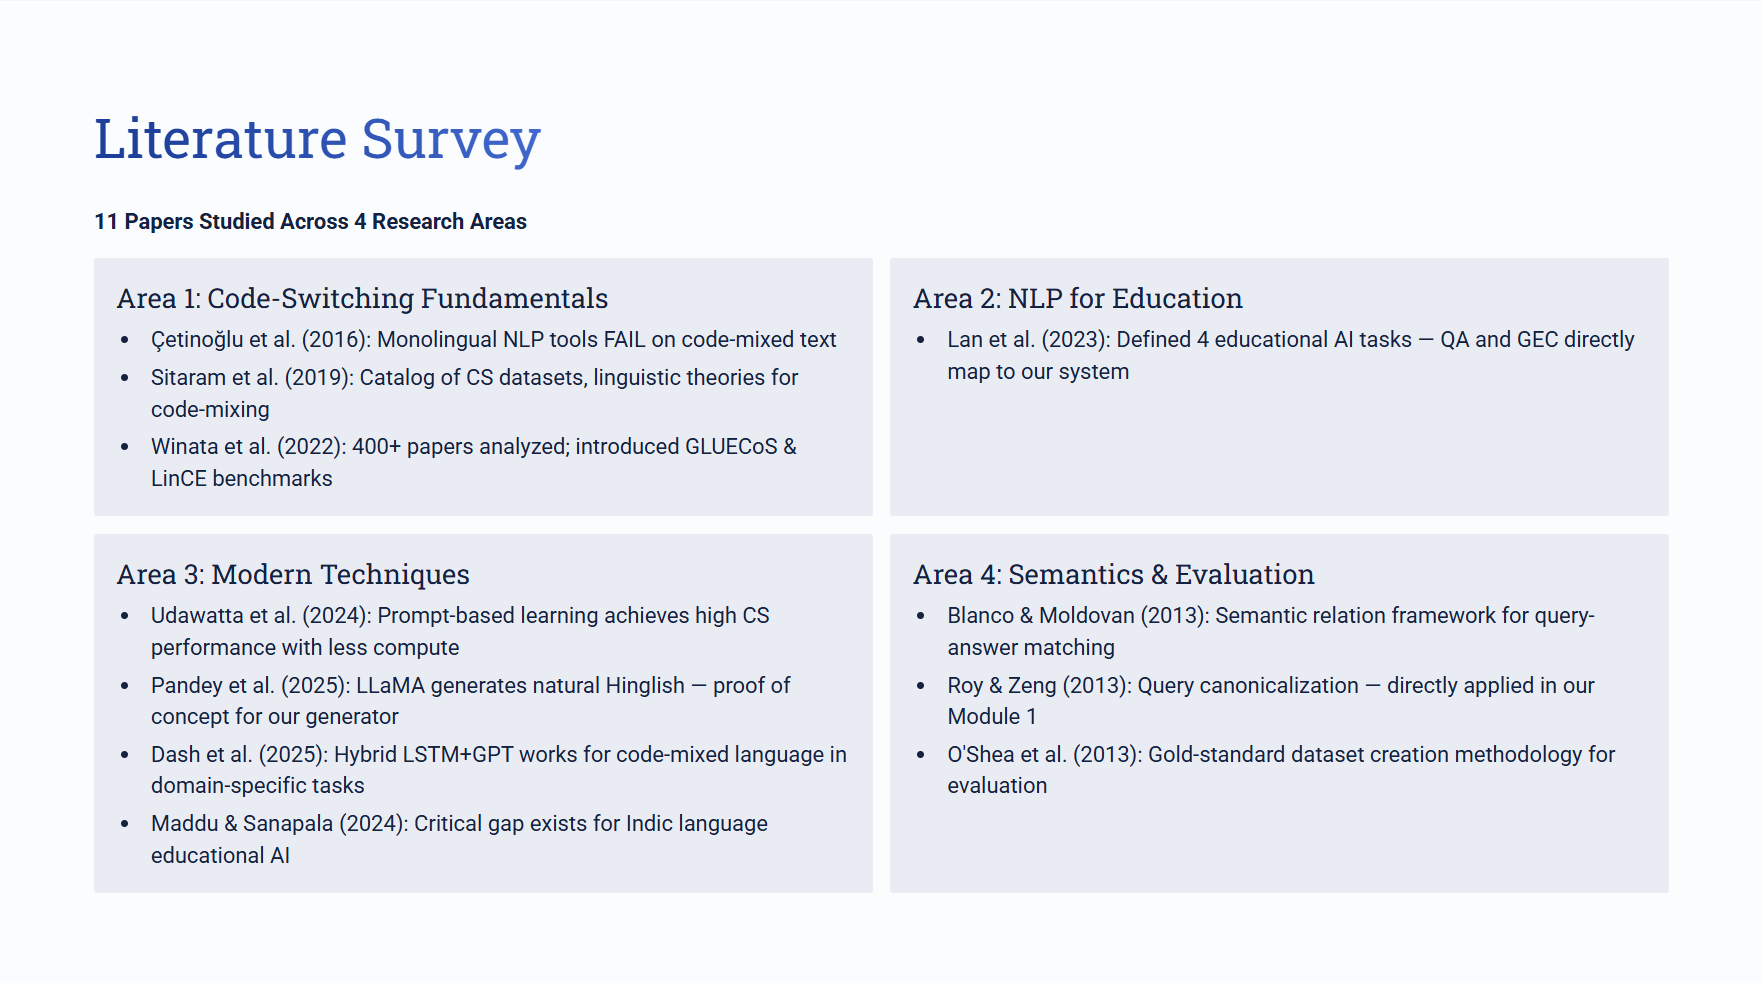 Literature Survey
11 Papers Studied Across 4 Research Areas
Area 1: Code-Switching Fundamentals
• Çetinoğlu et al. (2016): Monolingual NLP tools FAIL on code-mixed text
• Sitaram et al. (2019): Catalog of CS datasets, linguistic theories for
code-mixing
• Winata et al. (2022): 400+ papers analyzed; introduced GLUECoS &
LinCE benchmarks
Area 2: NLP for Education
• Lan et al. (2023): Defined 4 educational AI tasks — QA and GEC directly
map to our system
Area 3: Modern Techniques
• Udawatta et al. (2024): Prompt-based learning achieves high CS
performance with less compute
• Pandey et al. (2025): LLaMA generates natural Hinglish — proof of
concept for our generator
• Dash et al. (2025): Hybrid LSTM+GPT works for code-mixed language in
domain-specific tasks
• Maddu & Sanapala (2024): Critical gap exists for Indic language
educational AI
Area 4: Semantics & Evaluation
• Blanco & Moldovan (2013): Semantic relation framework for query-
answer matching
• Roy & Zeng (2013): Query canonicalization — directly applied in our
Module 1
• O'Shea et al. (2013): Gold-standard dataset creation methodology for
evaluation